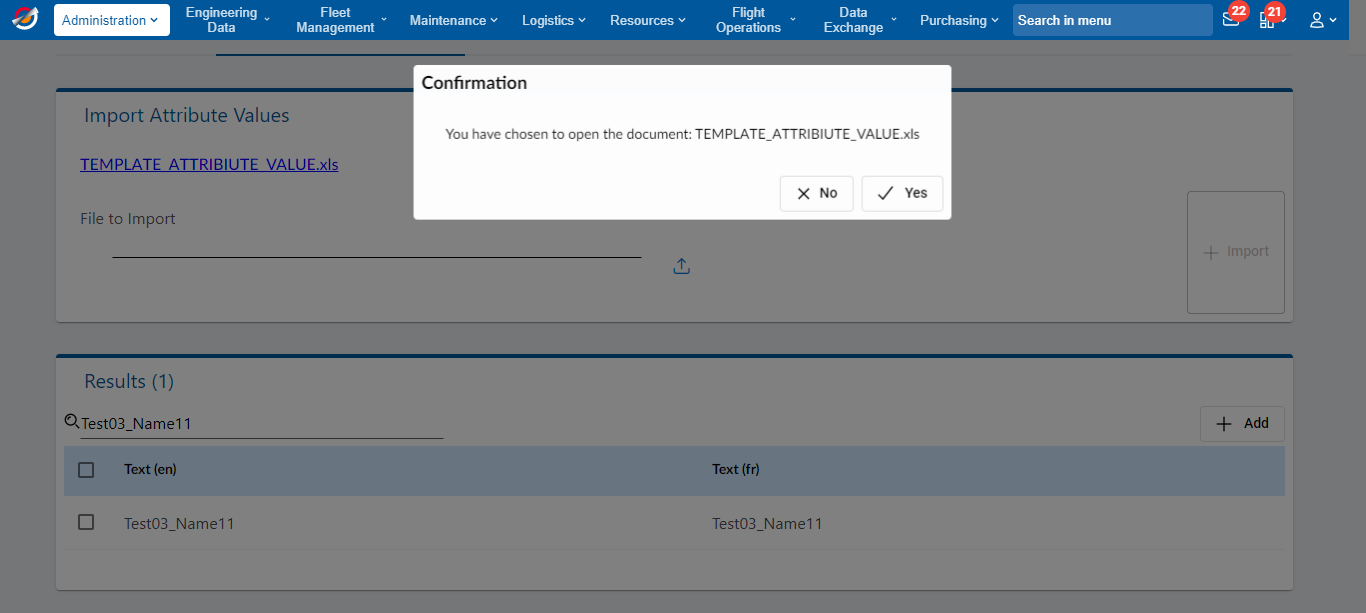 Administration
Engineering Data
Fleet Management
Maintenance
Logistics
Resources
Flight Operations
Data Exchange
Purchasing
Search in menu
22
21
Confirmation
You have chosen to open the document: TEMPLATE_ATTRIBIUTE_VALUE.xls
No
Yes
Import Attribute Values
TEMPLATE_ATTRIBIUTE_VALUE.xls
File to Import
Import
Results (1)
Test03_Name11
Add
Text (en)
Text (fr)
Test03_Name11
Test03_Name11